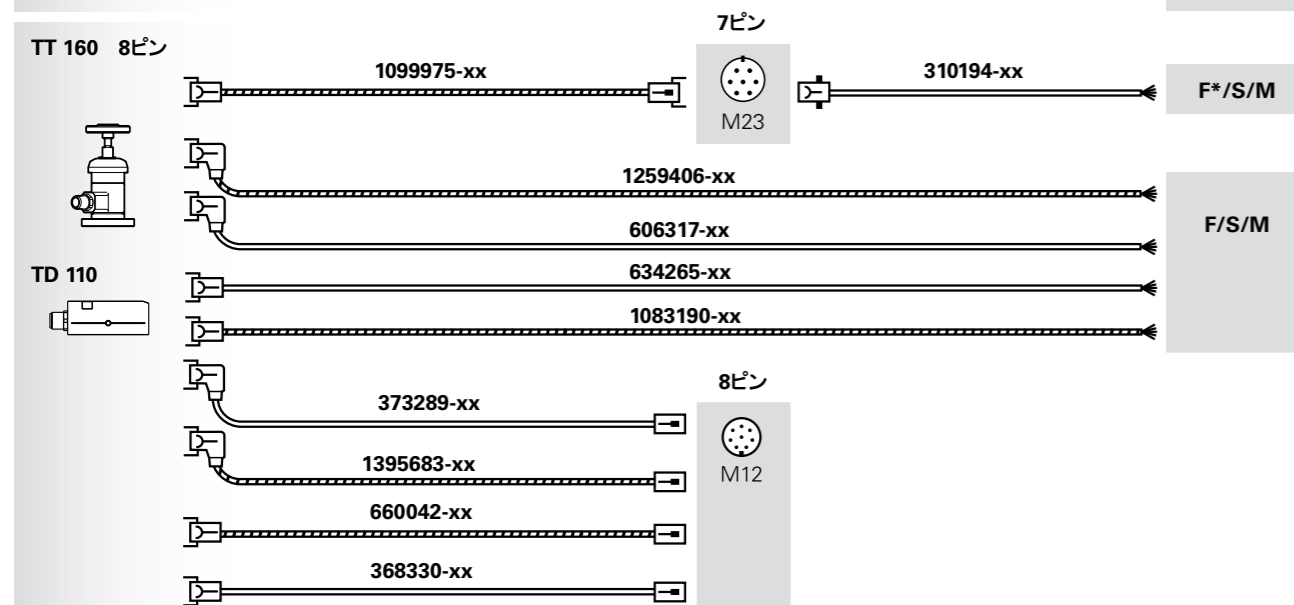 7ピン
TT 160 8ピン
1099975-xx
310194-xx
F*/S/M
M23
1259406-xx
606317-xx
F/S/M
TD 110
634265-xx
1083190-xx
8ピン
373289-xx
1395683-xx
M12
660042-xx
368330-xx